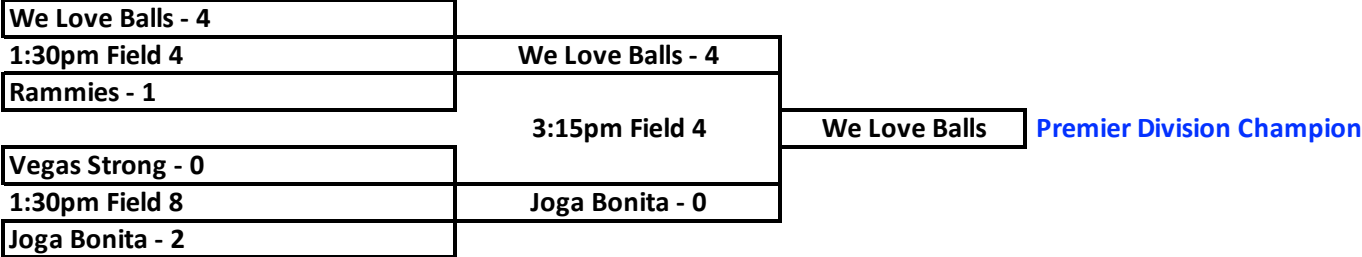 We Love Balls - 4
1:30pm Field 4
We Love Balls - 4
Rammies - 1
3:15pm Field 4
We Love Balls
Premier Division Champion
Vegas Strong - 0
1:30pm Field 8
Joga Bonita - 0
Joga Bonita - 2